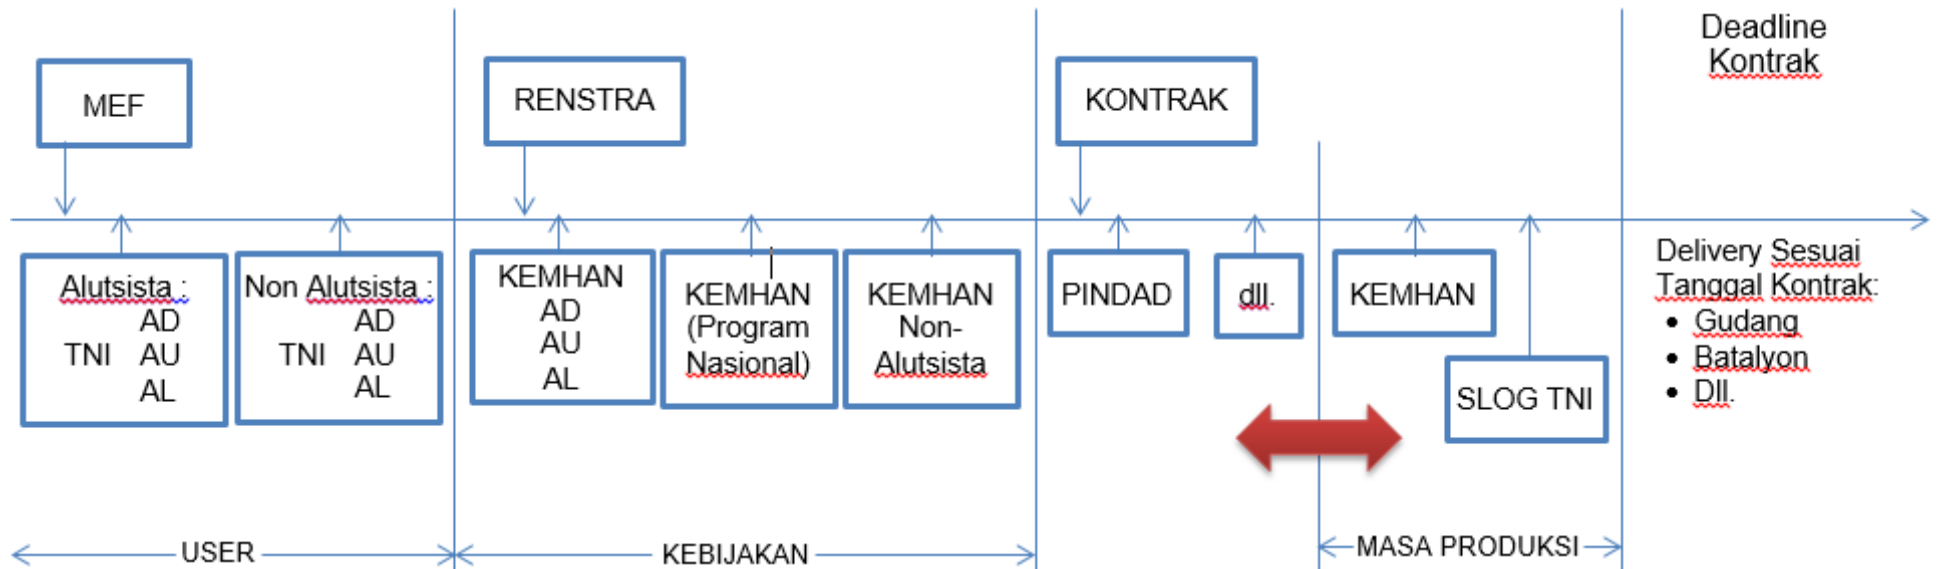 Deadline
Kontrak
MEF
RENSTRA
KONTRAK
Alutsista :
AD
TNI AU
AL
Non Alutsista :
AD
TNI AU
AL
KEMHAN
AD
AU
AL
KEMHAN
(Program
Nasional)
KEMHAN
Non-
Alutsista
PINDAD
dll.
KEMHAN
SLOG TNI
Delivery Sesuai
Tanggal Kontrak:
• Gudang
• Batalyon
• Dll.
USER
KEBIJAKAN
MASA PRODUKSI